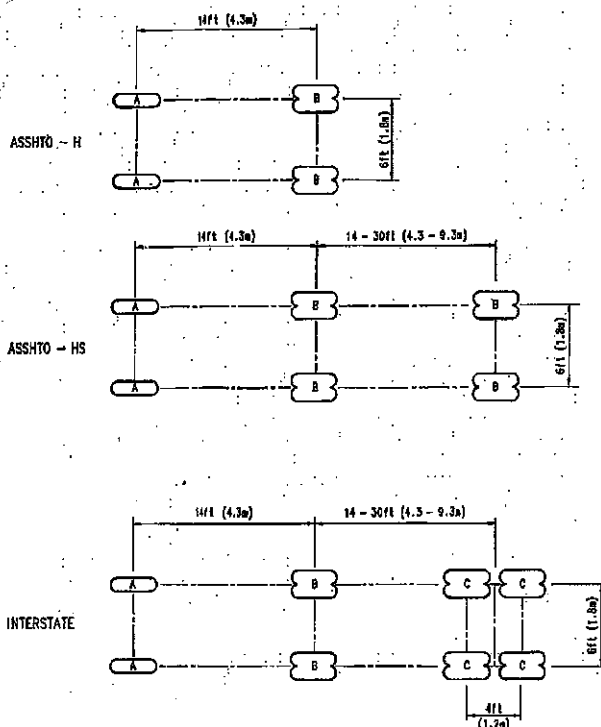 14ft (4.3m)
A B
6ft (1.8m)
ASSHTO - H
A B
14ft (4.3m) 14 - 30ft (4.3 - 9.3m)
A B B
6ft (1.8m)
ASSHTO - HS
A B B
14ft (4.3m) 14 - 30ft (4.3 - 9.3m)
A B C C
6ft (1.8m)
INTERSTATE
A B C C
4ft
(1.2m)